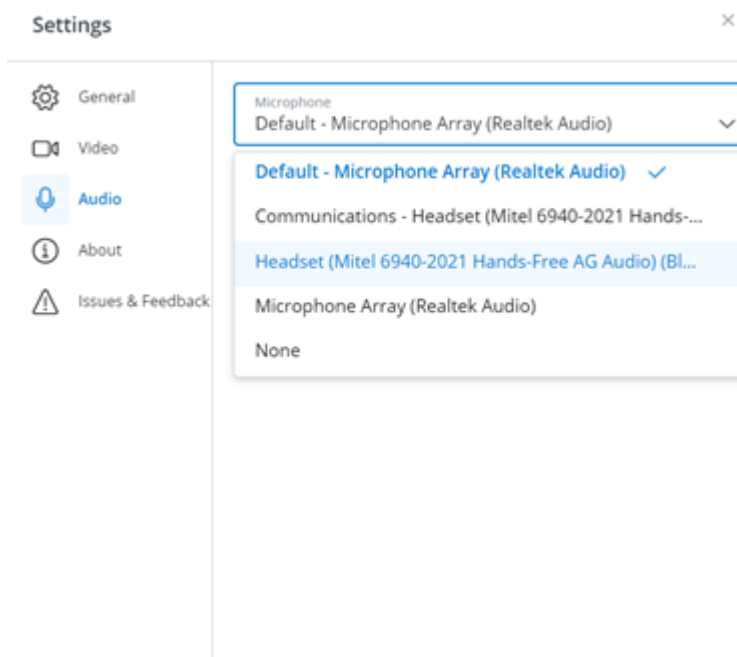 Settings
General
Video
Audio
About
Issues & Feedback
Microphone
Default - Microphone Array (Realtek Audio)
Default - Microphone Array (Realtek Audio)
Communications - Headset (Mitel 6940-2021 Hands-...
Headset (Mitel 6940-2021 Hands-Free AG Audio) (Bl...
Microphone Array (Realtek Audio)
None